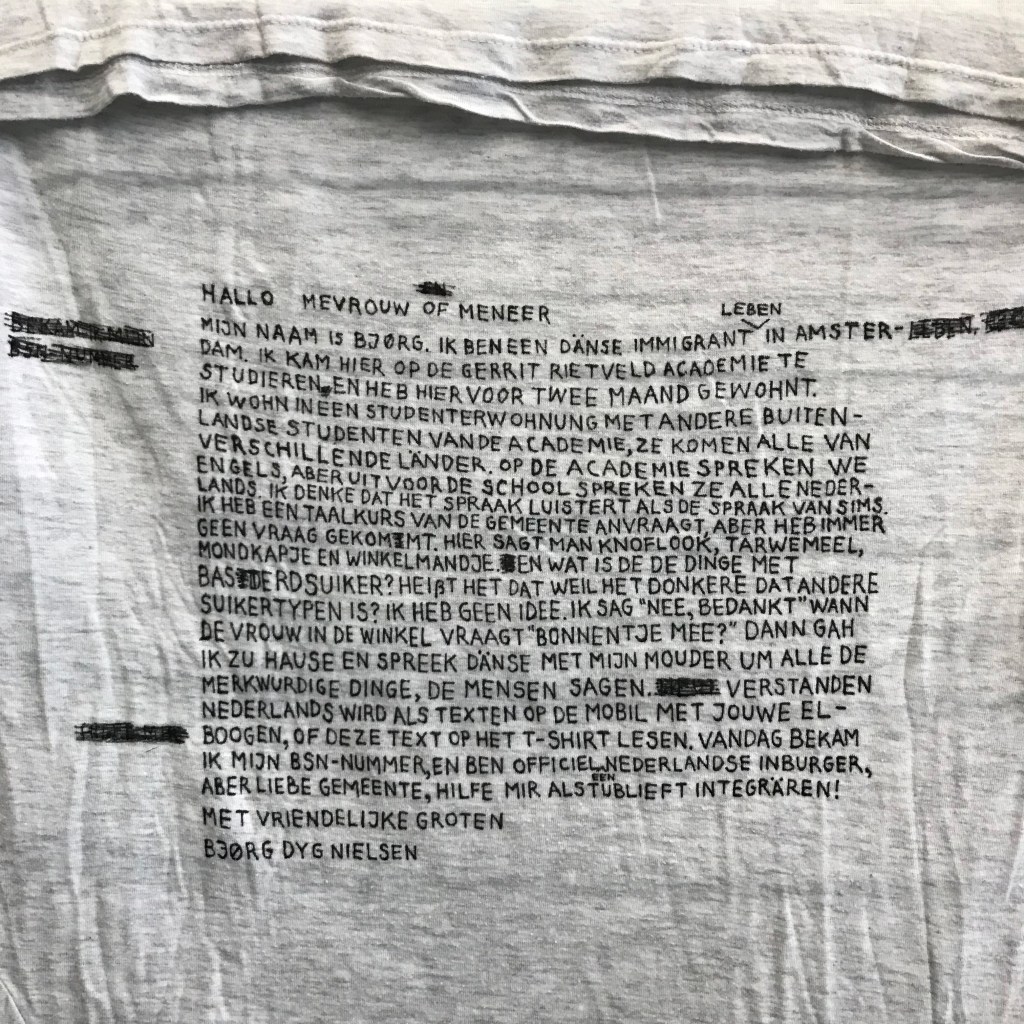 HALLO MEVROUW OF MENEER
LEBEN
MIJN NAAM IS BJØRG. IK BEN EEN DÄNSE IMMIGRANT IN AMSTER-
DAM. IK KAM HIER OP DE GERRIT RIETVELD ACADEMIE TE
STUDIEREN, EN HEB HIER VOOR TWEE MAAND GEWOHNT.
IK WOHN IN EEN STUDENTERWOHNUNG MET ANDERE BUITEN-
LANDSE STUDENTEN VAN DE ACADEMIE, ZE KOMEN ALLE VAN
VERSCHILLENDE LÄNDER. OP DE ACADEMIE SPREKEN WE
ENGELS, ABER UIT VOOR DE SCHOOL SPREKEN ZE ALLE NEDER-
LANDS. IK DENKE DAT HET SPRAAK LUISTERT ALS DE SPRAAK VAN SIMS.
IK HEB EEN TAALKURS VAN DE GEMEENTE ANVRAAGT, ABER HEB IMMER
GEEN VRAAG GEKOMMT. HIER SAGT MAN KNOFLOOK, TARWEMEEL,
MONDKAPJE EN WINKELMANDJE. EN WAT IS DE DE DINGE MET
BASTERDSUIKER? HEIßT HET DAT WEIL HET DONKERE DAT ANDERE
SUIKERTYPEN IS? IK HEB GEEN IDEE. IK SAG "NEE, BEDANKT" WANN
DE VROUW IN DE WINKEL VRAAGT "BONNENTJE MEE?" DANN GAH
IK ZU HAUSE EN SPREEK DÄNSE MET MIJN MOUDER UM ALLE DE
MERKWURDIGE DINGE, DE MENSEN SAGEN. VERSTANDEN
NEDERLANDS WIRD ALS TEXTEN OP DE MOBIL MET JOUWE EL-
BOOGEN, OF DEZE TEXT OP HET T-SHIRT LESEN. VANDAG BEKAM
IK MIJN BSN-NUMMER, EN BEN OFFICIEL NEDERLANDSE INBURGER,
EEN
ABER LIEBE GEMEENTE, HILFE MIR ALSTUBLIEFT INTEGRÄREN!
MET VRIENDELIJKE GROTEN
BJØRG DYG NIELSEN